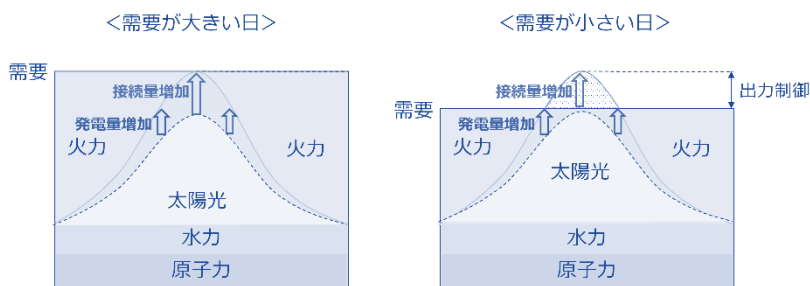 <需要が大きい日>
需要
接続量増加
発電量増加
火力
火力
太陽光
水力
原子力
<需要が小さい日>
需要
接続量増加
出力制御
発電量増加
火力
火力
太陽光
水力
原子力